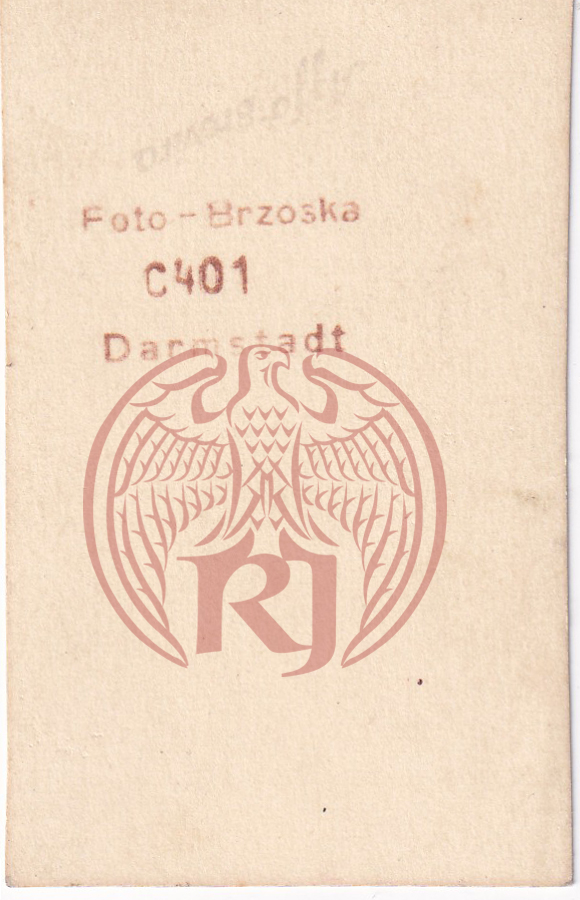 Foto - Brzoska
C401
Darmstadt
RJ